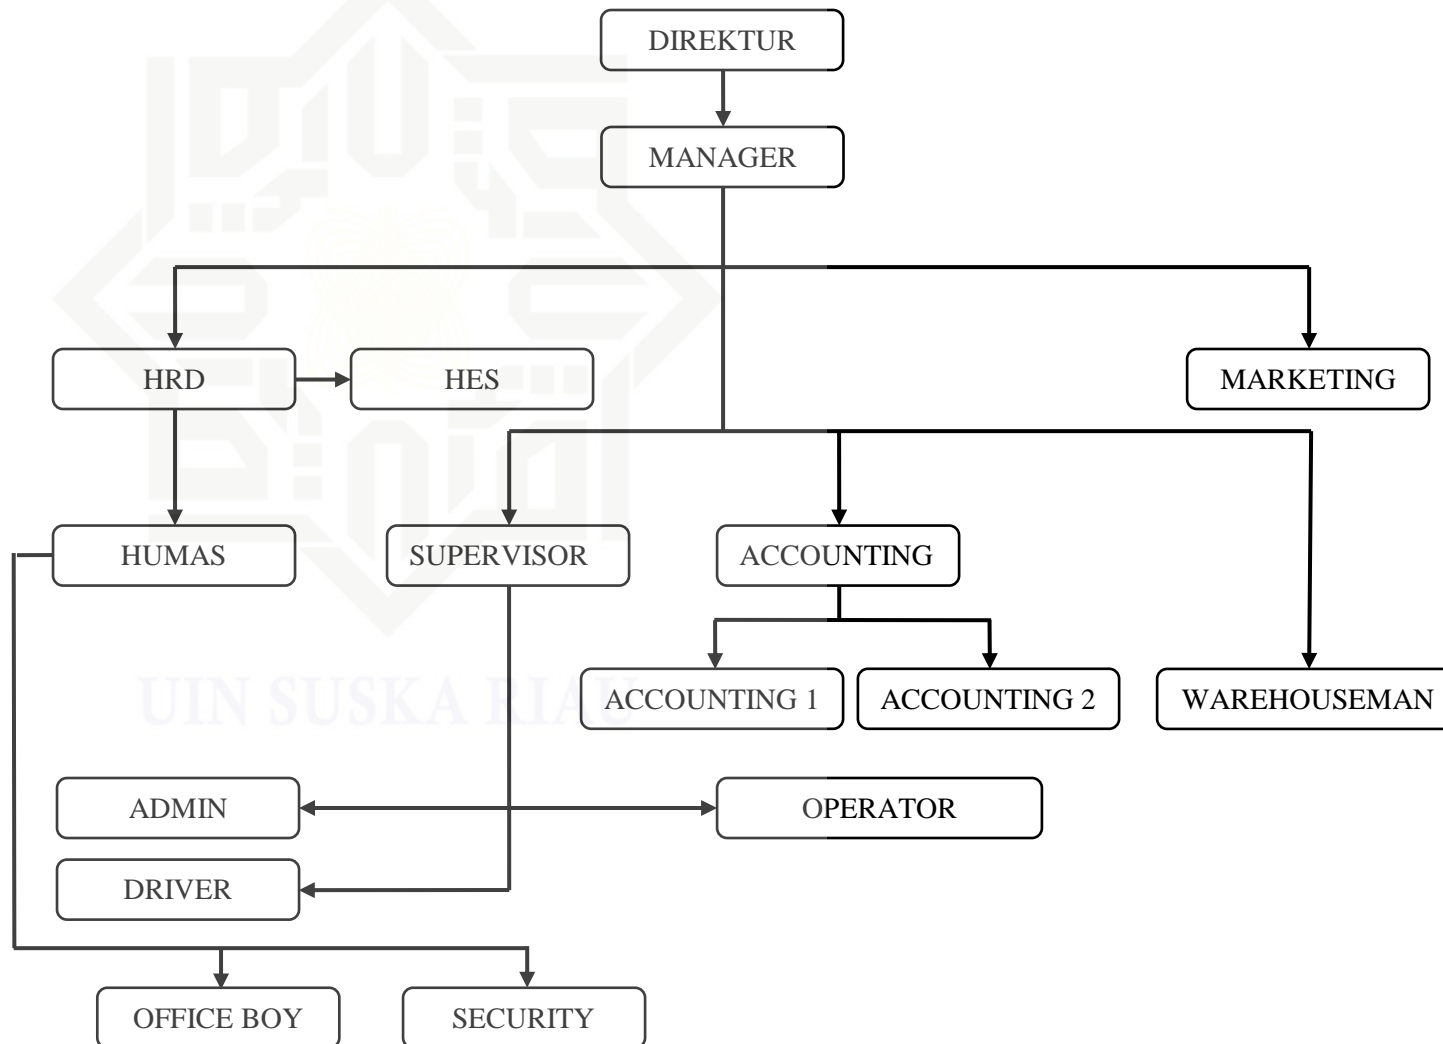 DIREKTUR
MANAGER
HRD
HES
MARKETING
HUMAS
SUPERVISOR
ACCOUNTING
UIN SUSKA RIAU
ACCOUNTING 1
ACCOUNTING 2
WAREHOUSEMAN
ADMIN
OPERATOR
DRIVER
OFFICE BOY
SECURITY